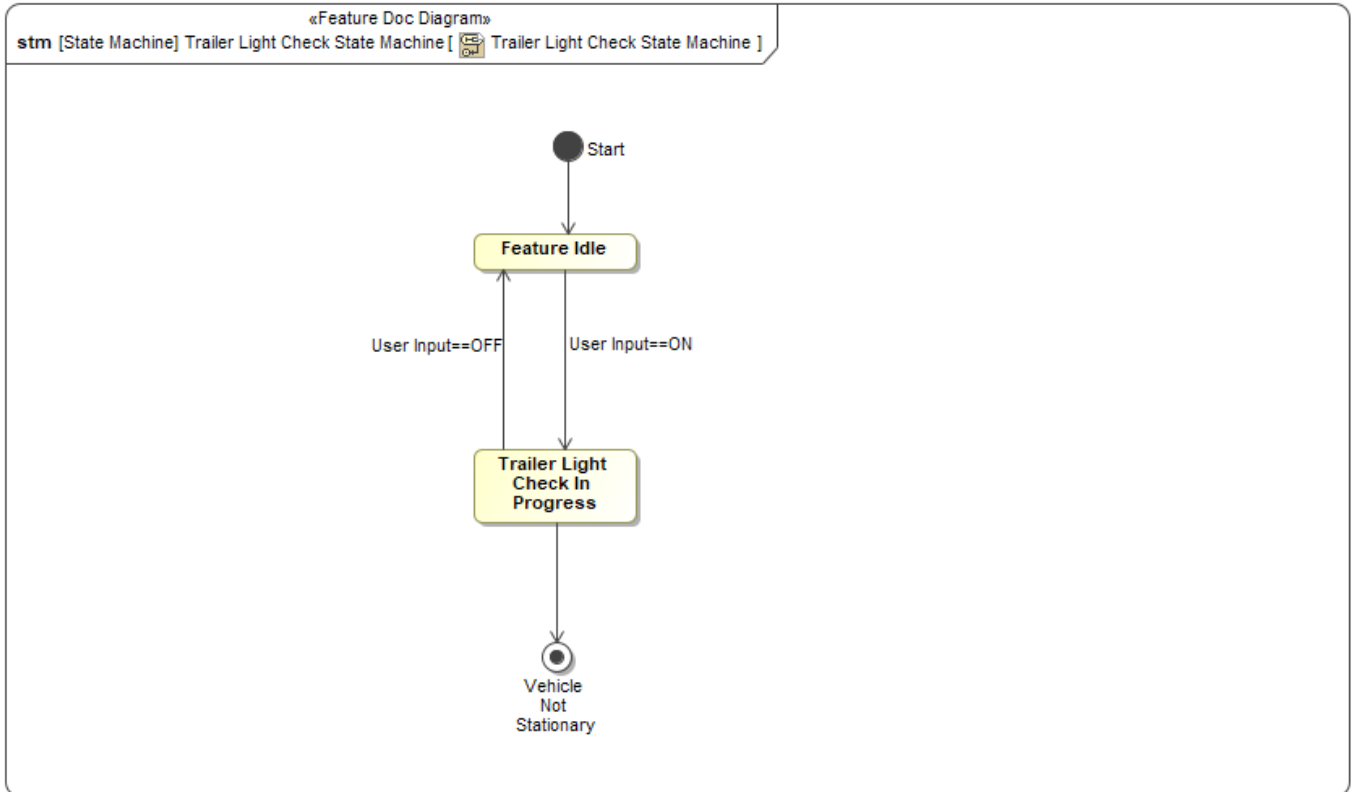 «Feature Doc Diagram»
stm [State Machine] Trailer Light Check State Machine [ Trailer Light Check State Machine ]
Start
Feature Idle
User Input==OFF
User Input==ON
Trailer Light
Check In
Progress
Vehicle
Not
Stationary